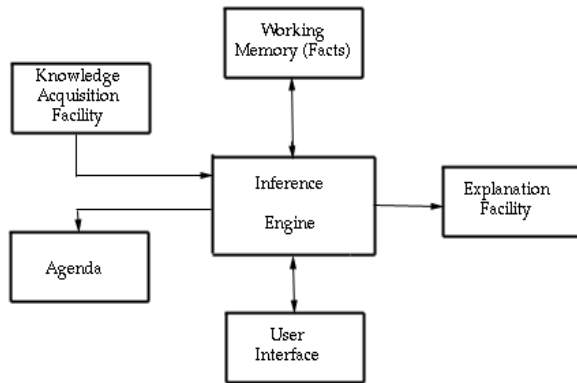 Working
Memory (Facts)
Knowledge
Acquisition
Facility
Inference
Engine
Explanation
Facility
Agenda
User
Interface